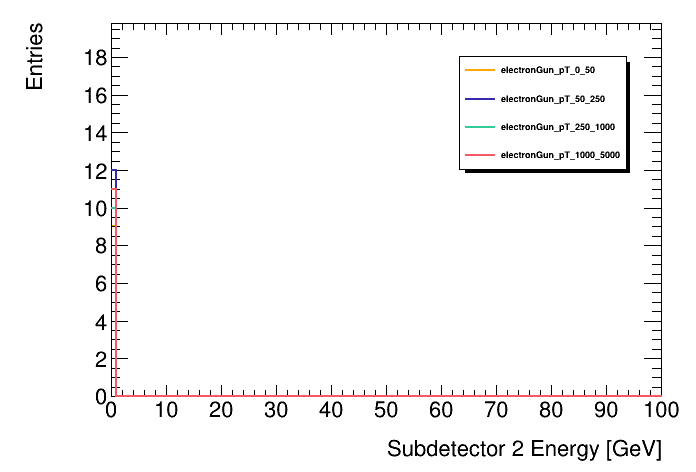 Entries
18
16
14
12
10
8
6
4
2
0
0 10 20 30 40 50 60 70 80 90 100
Subdetector 2 Energy [GeV]
electronGun_pT_0_50
electronGun_pT_50_250
electronGun_pT_250_1000
electronGun_pT_1000_5000